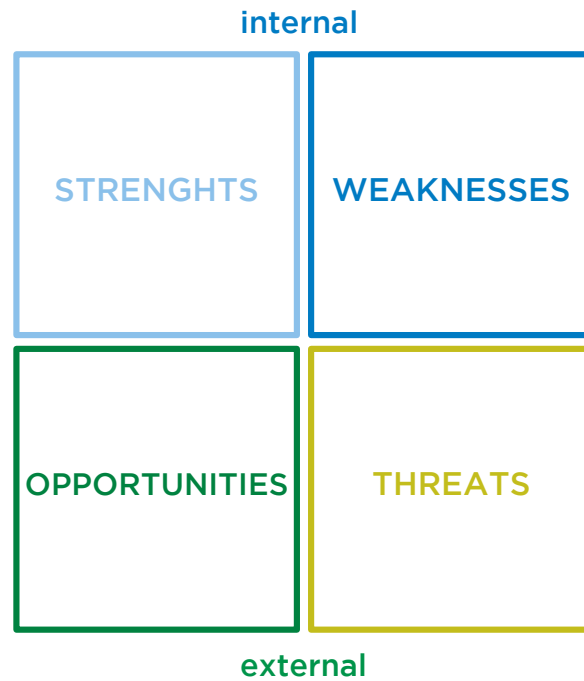 internal
STRENGHTS
WEAKNESSES
OPPORTUNITIES
THREATS
external